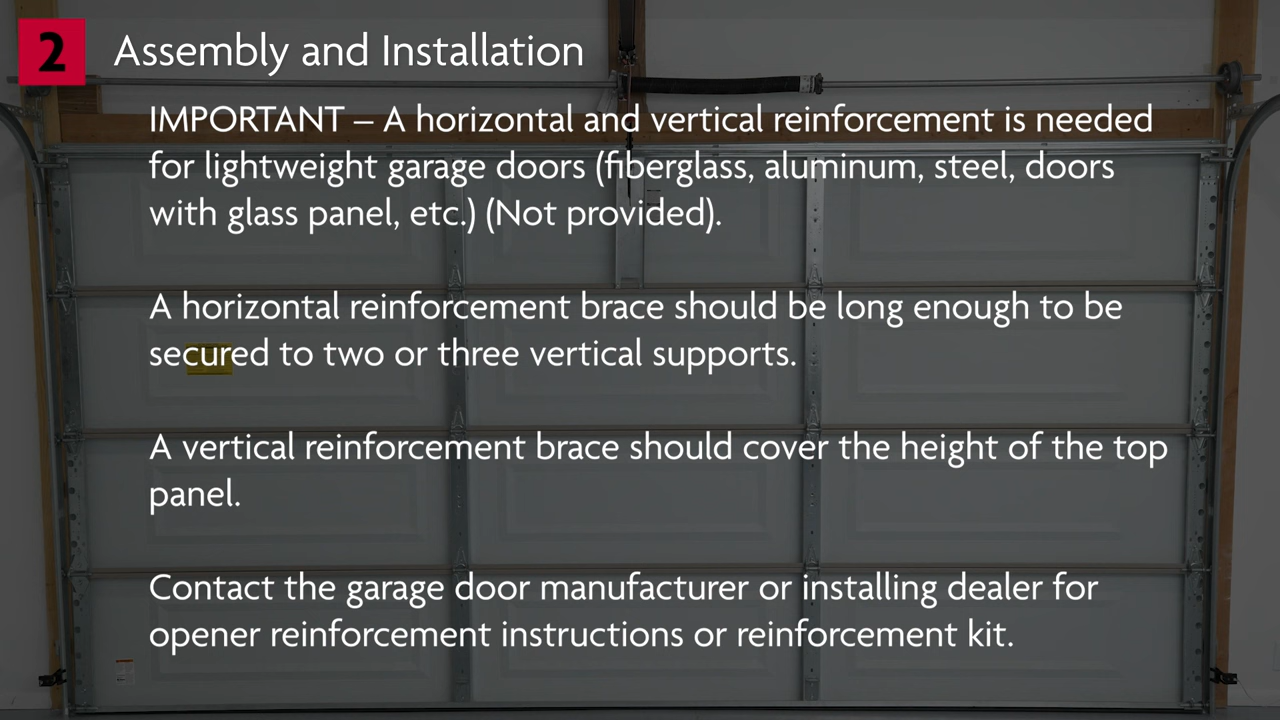 2 Assembly and Installation
IMPORTANT – A horizontal and vertical reinforcement is needed
for lightweight garage doors (fiberglass, aluminum, steel, doors
with glass panel, etc.) (Not provided).
A horizontal reinforcement brace should be long enough to be
secured to two or three vertical supports.
A vertical reinforcement brace should cover the height of the top
panel.
Contact the garage door manufacturer or installing dealer for
opener reinforcement instructions or reinforcement kit.